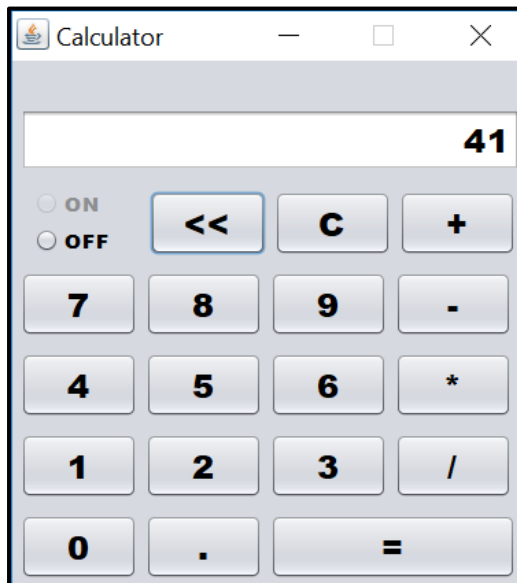 Calculator
41
ON
OFF
<< C +
7 8 9 -
4 5 6 *
1 2 3 /
0 . =